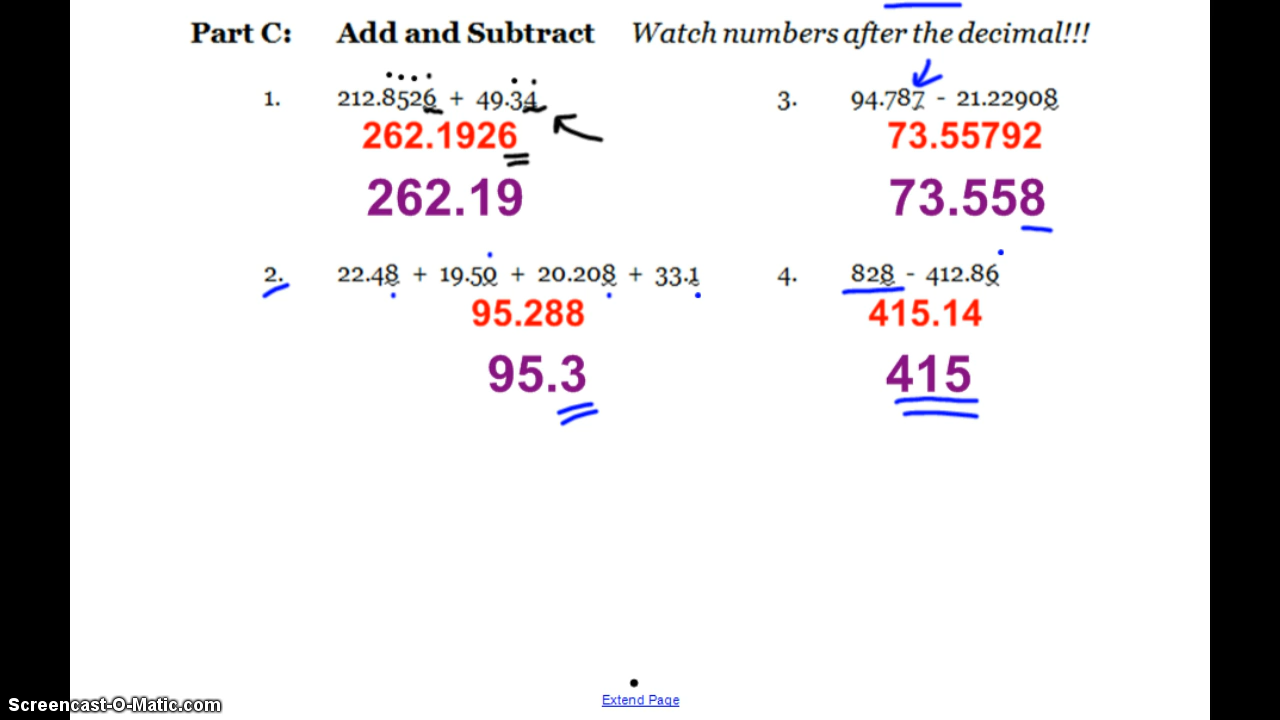 Part C: Add and Subtract Watch numbers after the decimal!!!
1. 212.8526 + 49.34
262.1926
262.19
3. 94.787 - 21.22908
73.55792
73.558
2. 22.48 + 19.50 + 20.208 + 33.1
95.288
95.3
4. 828 - 412.86
415.14
415
Extend Page
Screencast-O-Matic.com